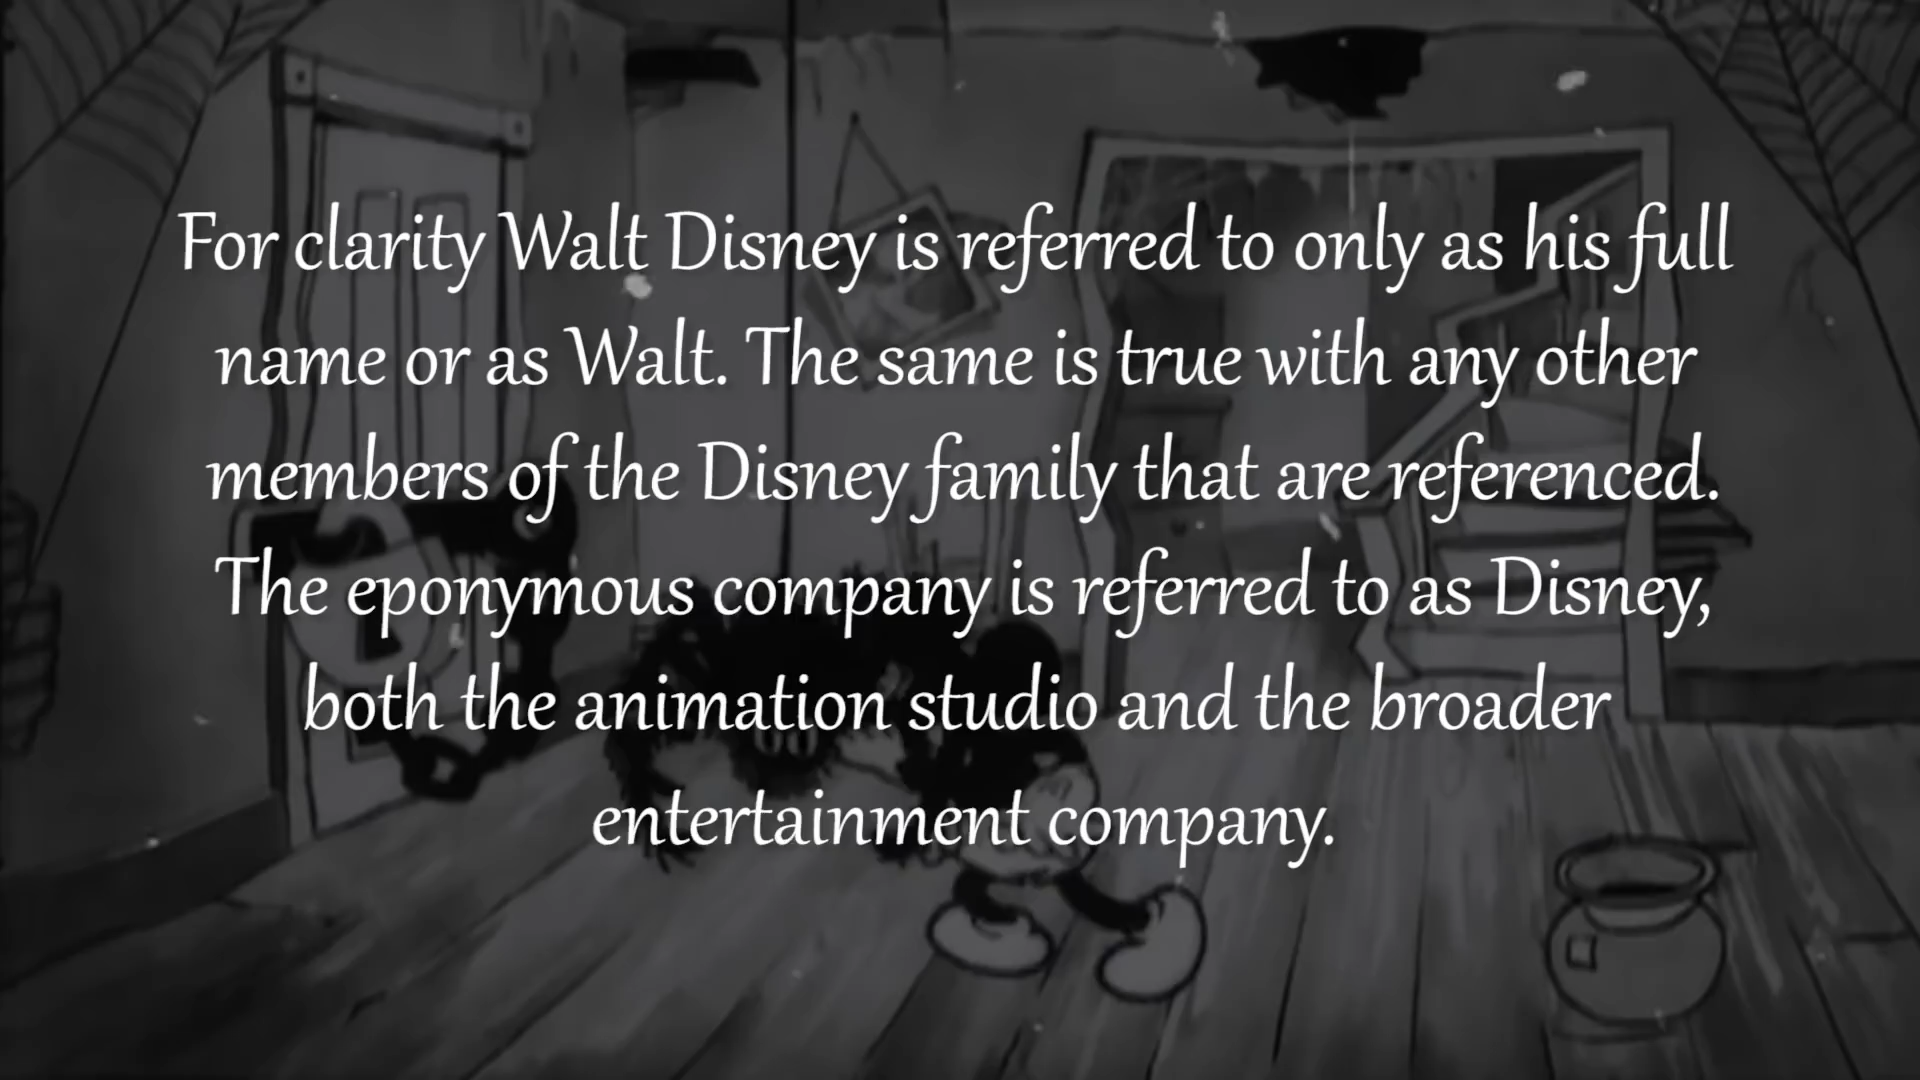 For clarity Walt Disney is referred to only as his full
name or as Walt. The same is true with any other
members of the Disney family that are referenced.
The eponymous company is referred to as Disney,
both the animation studio and the broader
entertainment company.